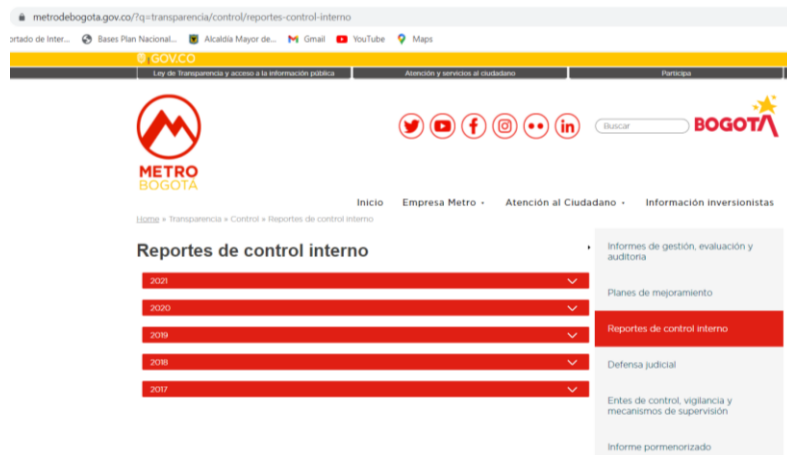 metrodebogota.gov.co/?q=transparencia/control/reportes-control-interno
ortado de Inter... Bases Plan Nacional... Alcaldía Mayor de... Gmail YouTube Maps
GOV.CO
Ley de Transparencia y acceso a la información pública Atención y servicios al ciudadano Participa
METRO
BOGOTÁ
Buscar
BOGOTÁ
Inicio Empresa Metro Atención al Ciudadano Información inversionistas
Home » Transparencia » Control » Reportes de control interno
Reportes de control interno
2021
2020
2019
2018
2017
Informes de gestión, evaluación y
auditoria
Planes de mejoramiento
Reportes de control interno
Defensa judicial
Entes de control, vigilancia y
mecanismos de supervisión
Informe pormenorizado